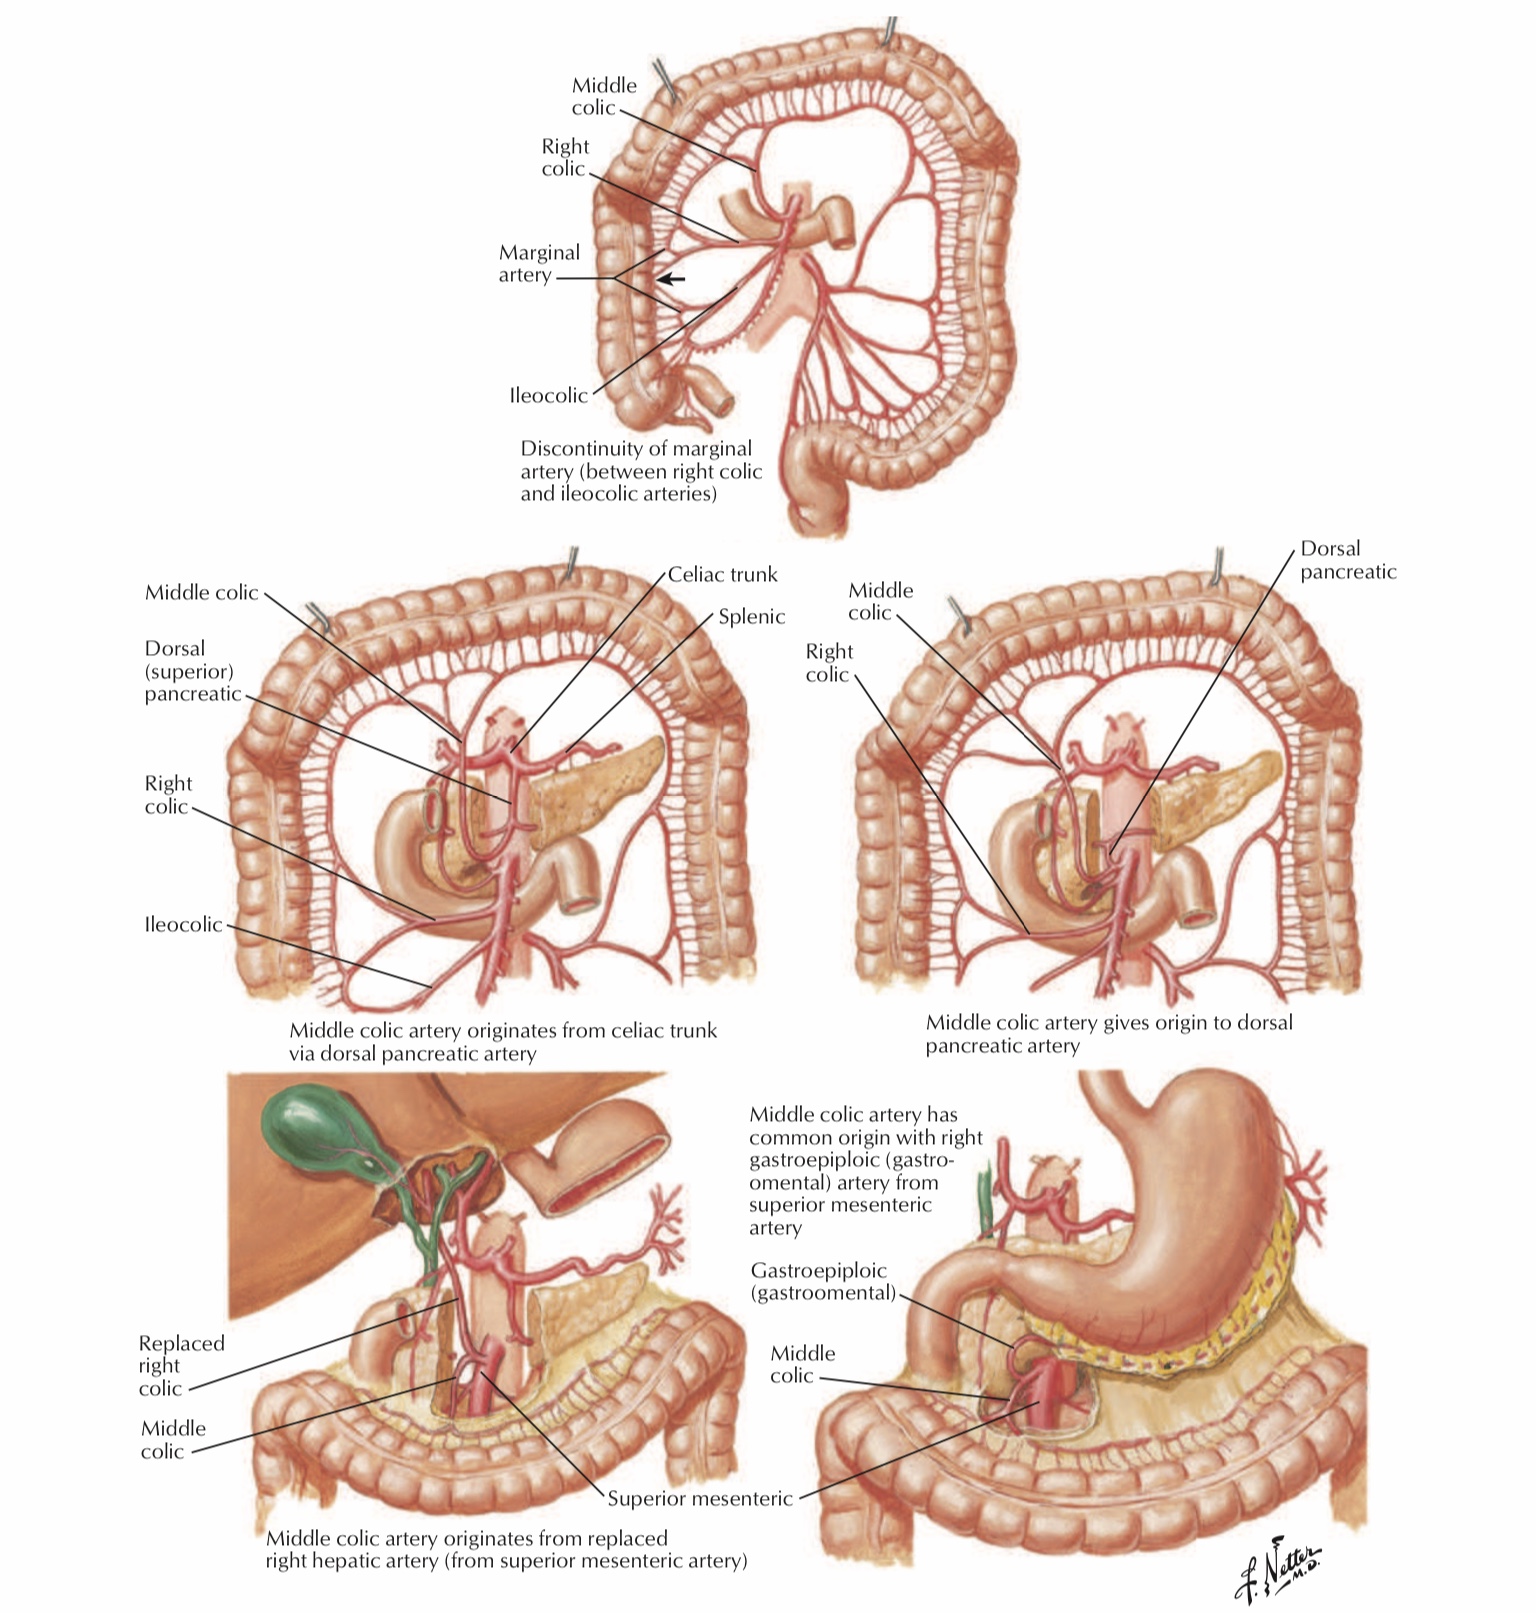 Middle
colic
Right
colic
Marginal
artery
Ileocolic
Discontinuity of marginal
artery (between right colic
and ileocolic arteries)
Middle colic
Dorsal
(superior)
pancreatic
Right
colic
Ileocolic
Celiac trunk
Splenic
Middle colic artery originates from celiac trunk
via dorsal pancreatic artery
Middle
colic
Right
colic
Dorsal
pancreatic
Middle colic artery gives origin to dorsal
pancreatic artery
Replaced
right
colic
Middle
colic
Superior mesenteric
Middle colic artery originates from replaced
right hepatic artery (from superior mesenteric artery)
Middle colic artery has
common origin with right
gastroepiploic (gastro-
omental) artery from
superior mesenteric
artery
Gastroepiploic
(gastroomental)
Middle
colic
F. Netter
M.D.